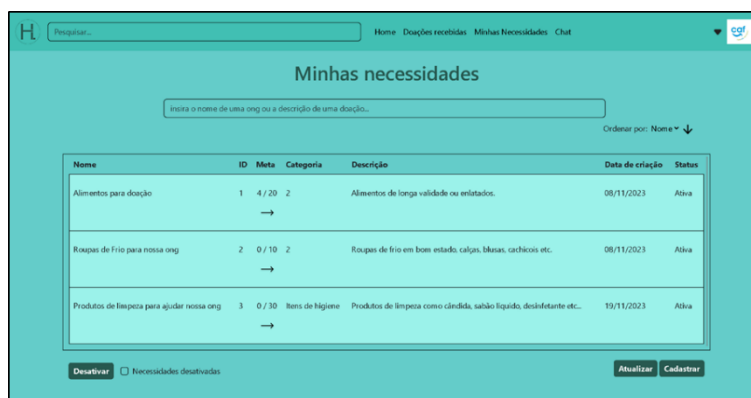 H
Pesquisar...
Home Doações recebidas Minhas Necessidades Chat
cgf
Minhas necessidades
insira o nome de uma ong ou a descrição de uma doação...
Ordenar por: Nome
Nome ID Meta Categoria Descrição Data de criação Status
Alimentos para doação 1 4 / 20 2 Alimentos de longa validade ou enlatados. 08/11/2023 Ativa
Roupas de Frio para nossa ong 2 0 / 10 2 Roupas de frio em bom estado, calças, blusas, cachicois etc. 08/11/2023 Ativa
Produtos de limpeza para ajudar nossa ong 3 0 / 30 Itens de higiene Produtos de limpeza como cândida, sabão liquido, desinfetante etc... 19/11/2023 Ativa
Desativar Necessidades desativadas Atualizar Cadastrar